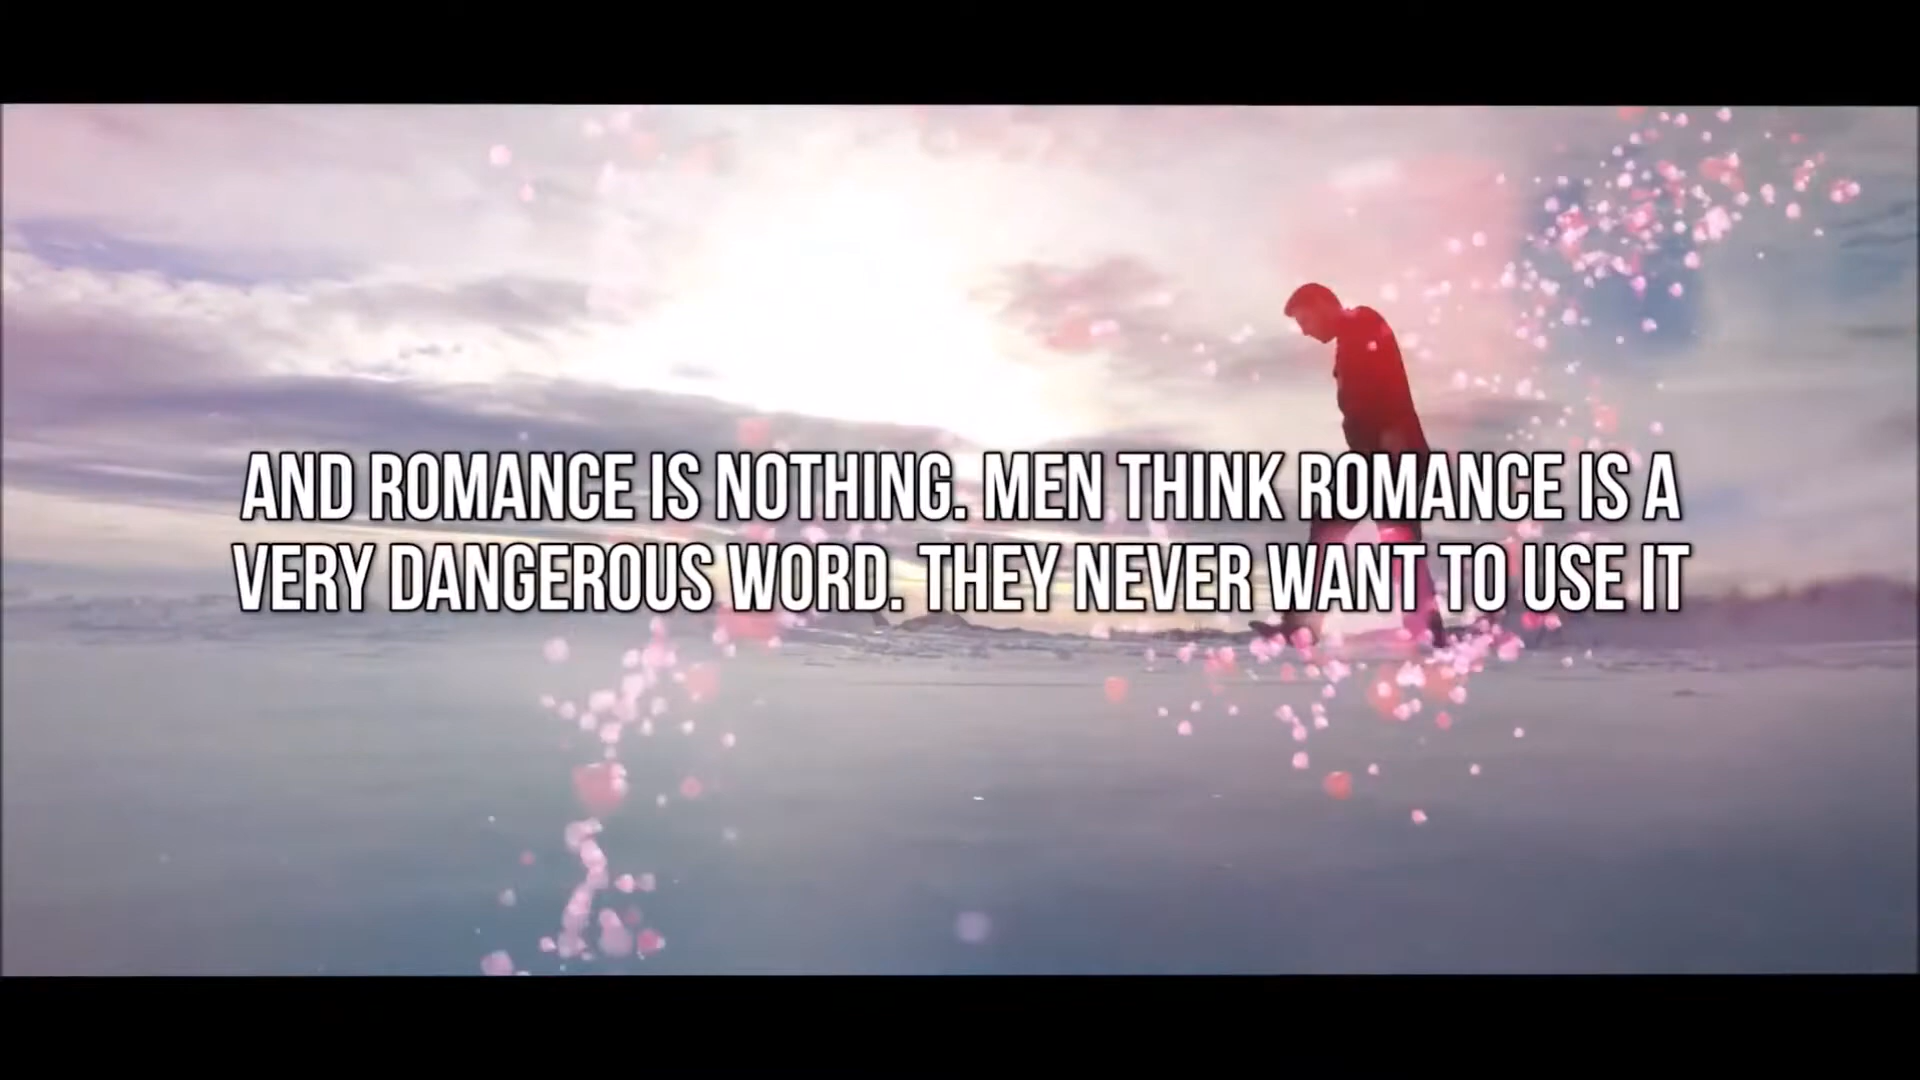 AND ROMANCE IS NOTHING. MEN THINK ROMANCE IS A
VERY DANGEROUS WORD. THEY NEVER WANT TO USE IT